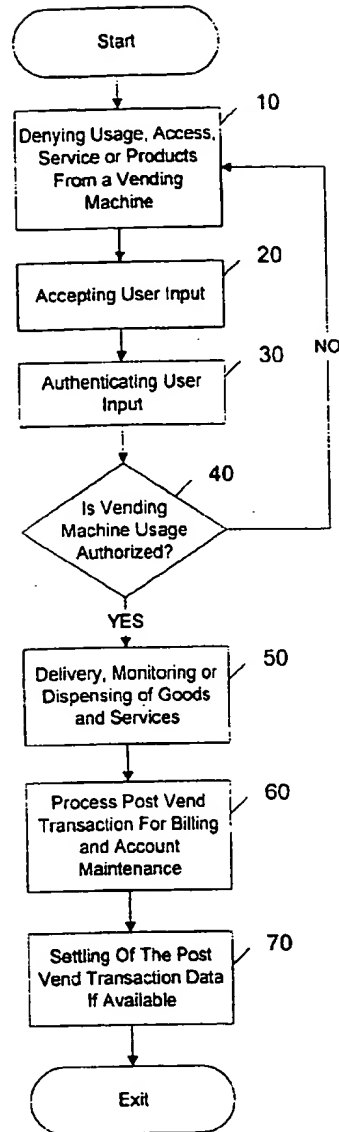 Start
10
Denying Usage, Access,
Service or Products
From a Vending
Machine
20
Accepting User Input
30
NO
Authenticating User
Input
40
Is Vending
Machine Usage
Authorized?
YES
50
Delivery, Monitoring or
Dispensing of Goods
and Services
60
Process Post Vend
Transaction For Billing
and Account
Maintenance
70
Settling Of The Post
Vend Transaction Data
If Available
Exit